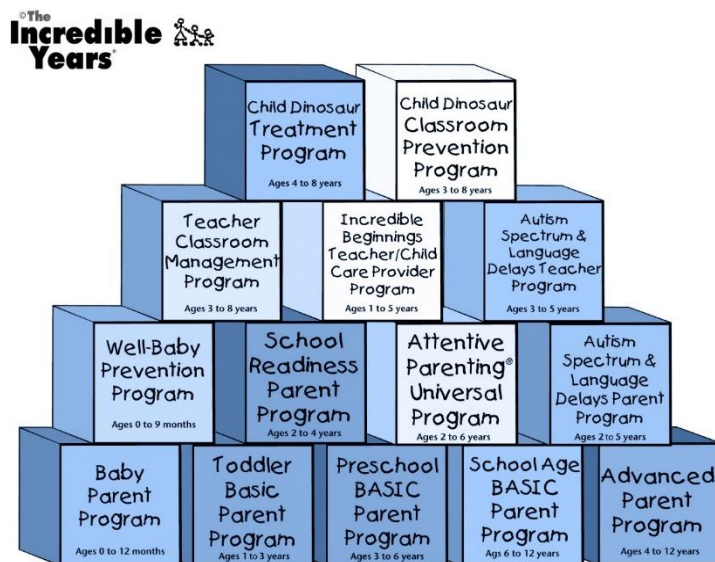 ©The
Incredible
Years®
Child Dinosaur
Treatment
Program
Ages 4 to 8 years
Child Dinosaur
Classroom
Prevention
Program
Ages 3 to 8 years
Teacher
Classroom
Management
Program
Ages 3 to 8 years
Incredible
Beginnings
Teacher/Child
Care Provider
Program
Ages 1 to 5 years
Autism
Spectrum &
Language
Delays Teacher
Program
Ages 3 to 5 years
Well-Baby
Prevention
Program
Ages 0 to 9 months
School
Readiness
Parent
Program
Ages 2 to 4 years
Attentive
Parenting®
Universal
Program
Ages 2 to 6 years
Autism
Spectrum &
Language
Delays Parent
Program
Ages 2 to 5 years
Baby
Parent
Program
Ages 0 to 12 months
Toddler
Basic
Parent
Program
Ages 1 to 3 years
Preschool
BASIC
Parent
Program
Ages 3 to 6 years
School Age
BASIC
Parent
Program
Ag 6 to 12 years
Advanced
Parent
Program
Ages 4 to 12 years